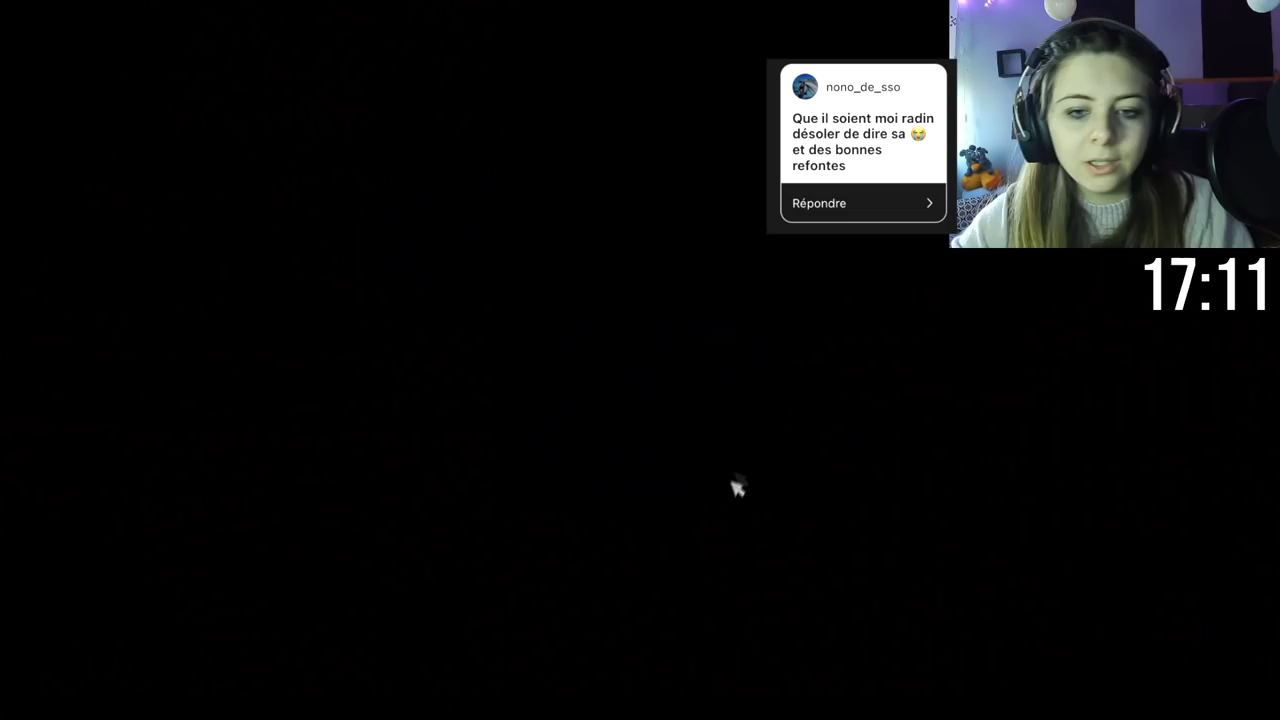 nono_de_sso
Que il soient moi radin
désoler de dire sa 😭
et des bonnes
refontes
Répondre
17:11